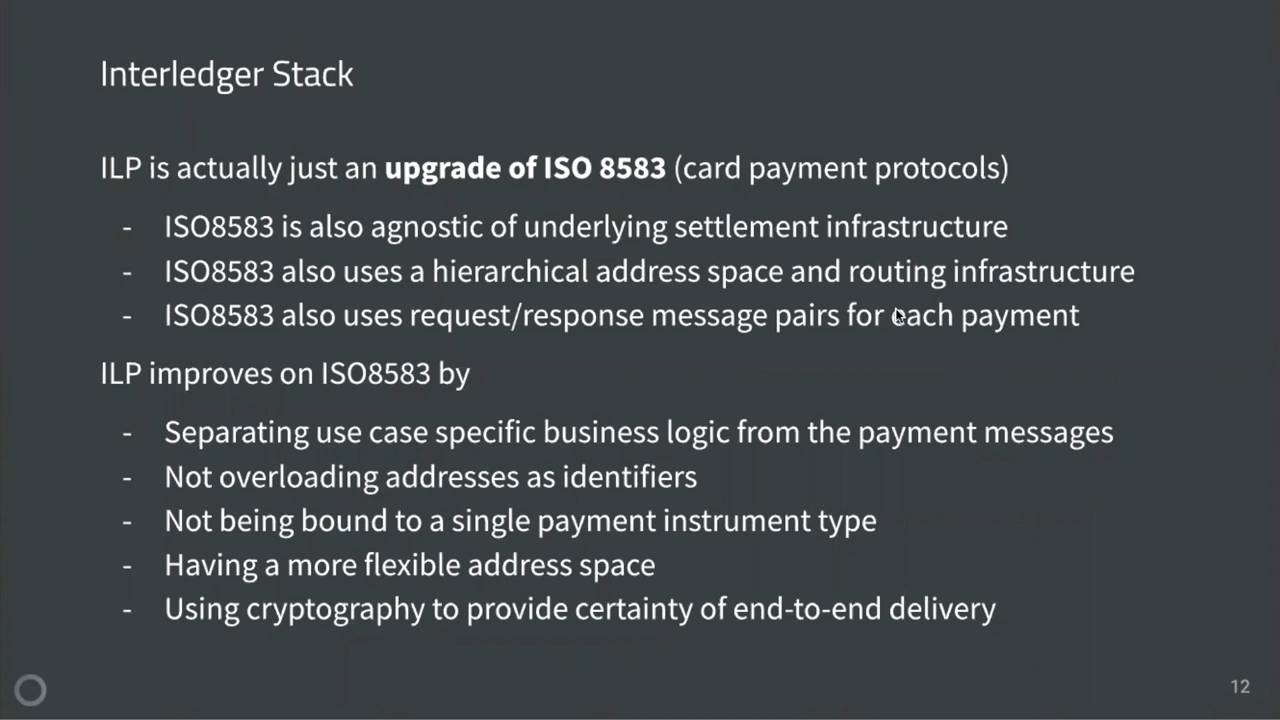 Interledger Stack
ILP is actually just an upgrade of ISO 8583 (card payment protocols)
- ISO8583 is also agnostic of underlying settlement infrastructure
- ISO8583 also uses a hierarchical address space and routing infrastructure
- ISO8583 also uses request/response message pairs for each payment
ILP improves on ISO8583 by
- Separating use case specific business logic from the payment messages
- Not overloading addresses as identifiers
- Not being bound to a single payment instrument type
- Having a more flexible address space
- Using cryptography to provide certainty of end-to-end delivery
12